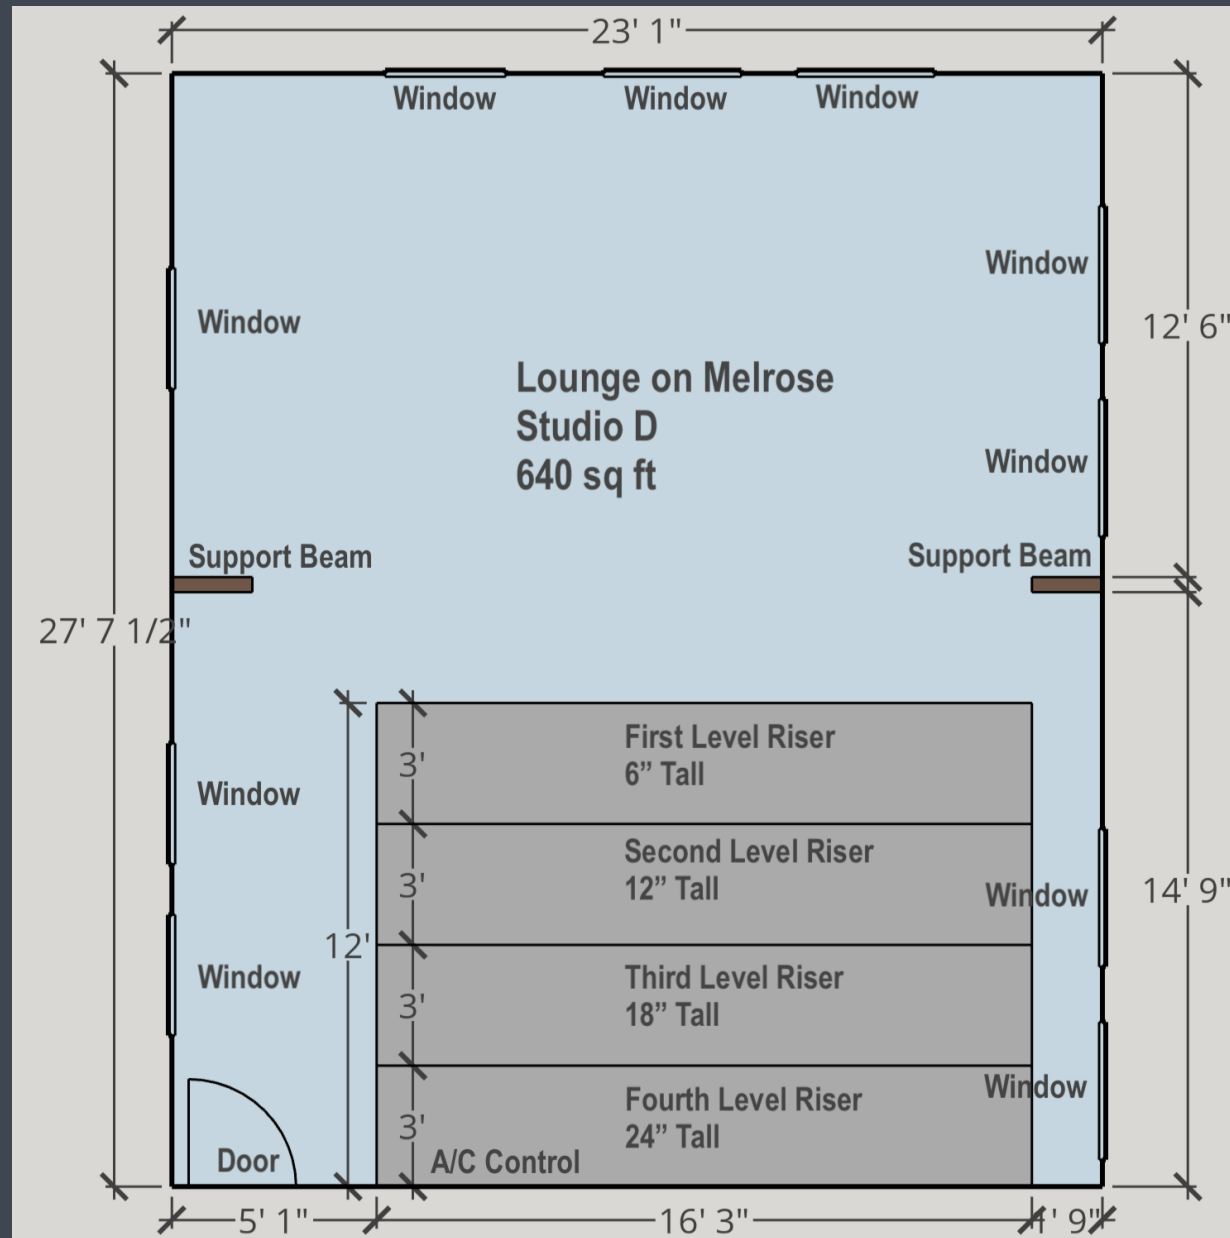 23' 1"
Window Window Window
Window
Window
12' 6"
Lounge on Melrose
Studio D
640 sq ft
Window
Support Beam Support Beam
27' 7 1/2"
First Level Riser
6” Tall
3'
Window
Second Level Riser
12” Tall
3'
Window
14' 9"
12'
Window
Third Level Riser
18” Tall
3'
Window
Fourth Level Riser
24” Tall
3'
Door
A/C Control
5' 1" 16' 3" 1' 9"